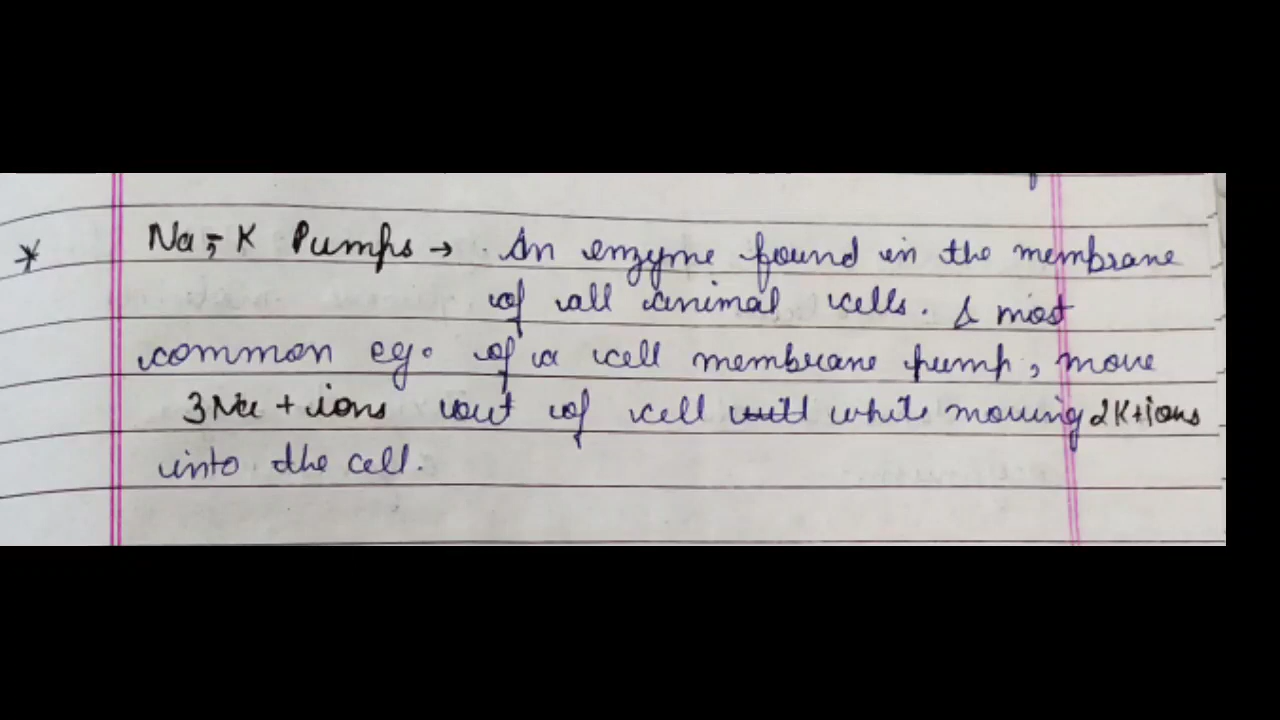 * Na-K Pumps → An enzyme found in the membrane
of all animal cells. & most
common eg. of a cell membrane pump, move
3Na + ions out of cell while moving 2K+ions
into the cell.